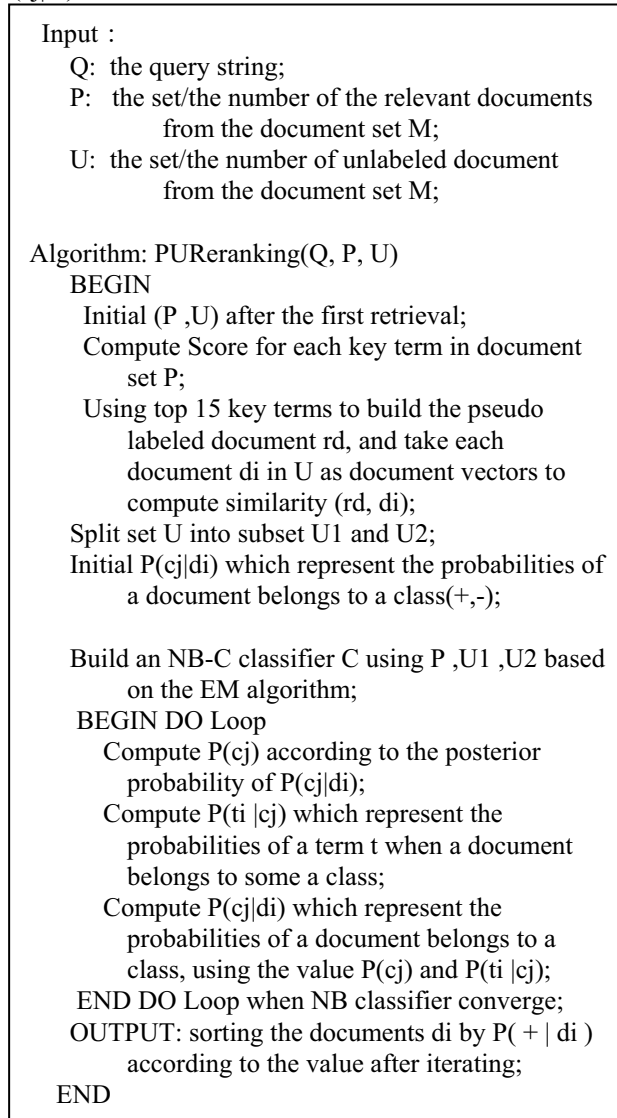 Input :
Q: the query string;
P: the set/the number of the relevant documents
from the document set M;
U: the set/the number of unlabeled document
from the document set M;
Algorithm: PUReranking(Q, P, U)
BEGIN
Initial (P ,U) after the first retrieval;
Compute Score for each key term in document
set P;
Using top 15 key terms to build the pseudo
labeled document rd, and take each
document di in U as document vectors to
compute similarity (rd, di);
Split set U into subset U1 and U2;
Initial P(cj|di) which represent the probabilities of
a document belongs to a class(+,-);
Build an NB-C classifier C using P ,U1 ,U2 based
on the EM algorithm;
BEGIN DO Loop
Compute P(cj) according to the posterior
probability of P(cj|di);
Compute P(ti |cj) which represent the
probabilities of a term t when a document
belongs to some a class;
Compute P(cj|di) which represent the
probabilities of a document belongs to a
class, using the value P(cj) and P(ti |cj);
END DO Loop when NB classifier converge;
OUTPUT: sorting the documents di by P( + | di )
according to the value after iterating;
END